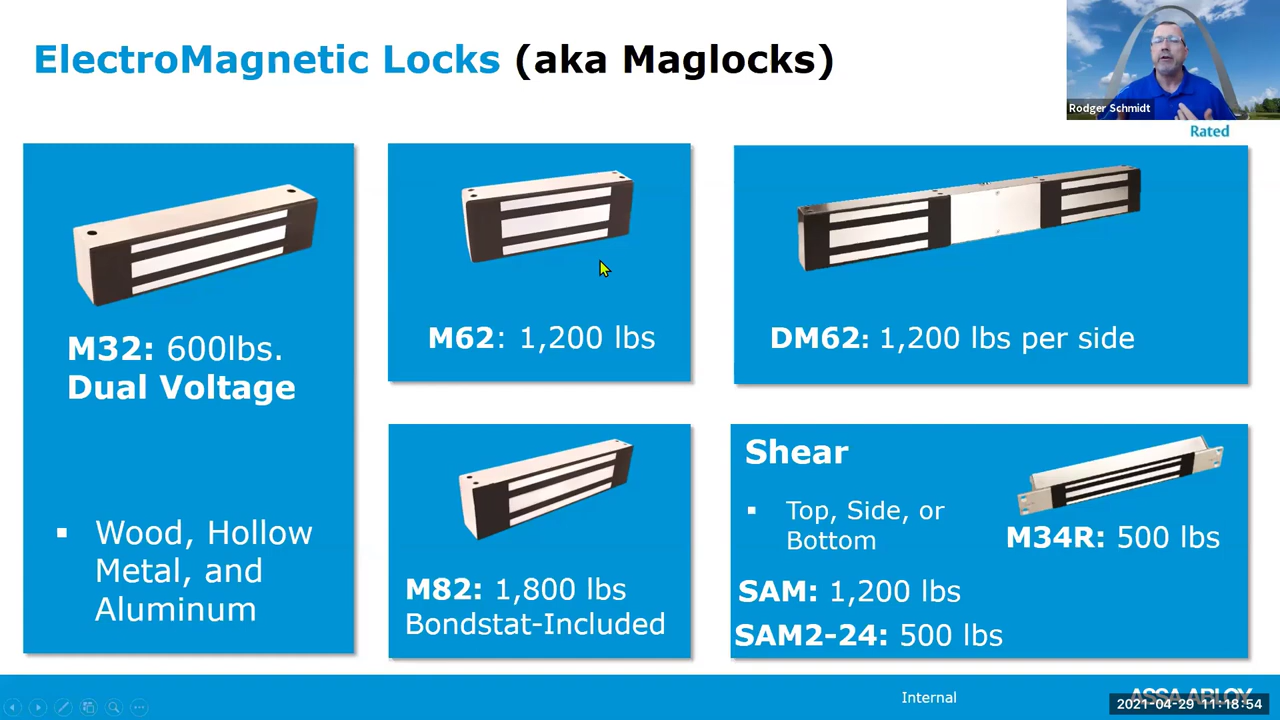 ElectroMagnetic Locks (aka Maglocks)
Rodger Schmidt
Rated
M32: 600lbs.
Dual Voltage
▪ Wood, Hollow
Metal, and
Aluminum
M62: 1,200 lbs
DM62: 1,200 lbs per side
M82: 1,800 lbs
Bondstat-Included
Shear
▪ Top, Side, or
Bottom
M34R: 500 lbs
SAM: 1,200 lbs
SAM2-24: 500 lbs
Internal
ASSA ABLOY
2021-04-29 11:18:54